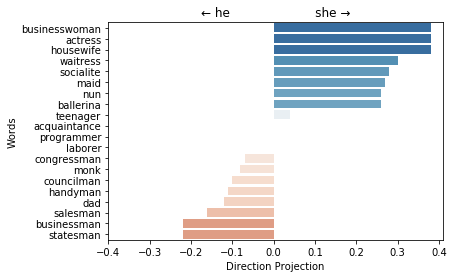 ← he she →
businesswoman
actress
housewife
waitress
socialite
maid
nun
ballerina
teenager
acquaintance
programmer
laborer
congressman
monk
councilman
handyman
dad
salesman
businessman
statesman
Words
−0.4 −0.3 −0.2 −0.1 0.0 0.1 0.2 0.3 0.4
Direction Projection